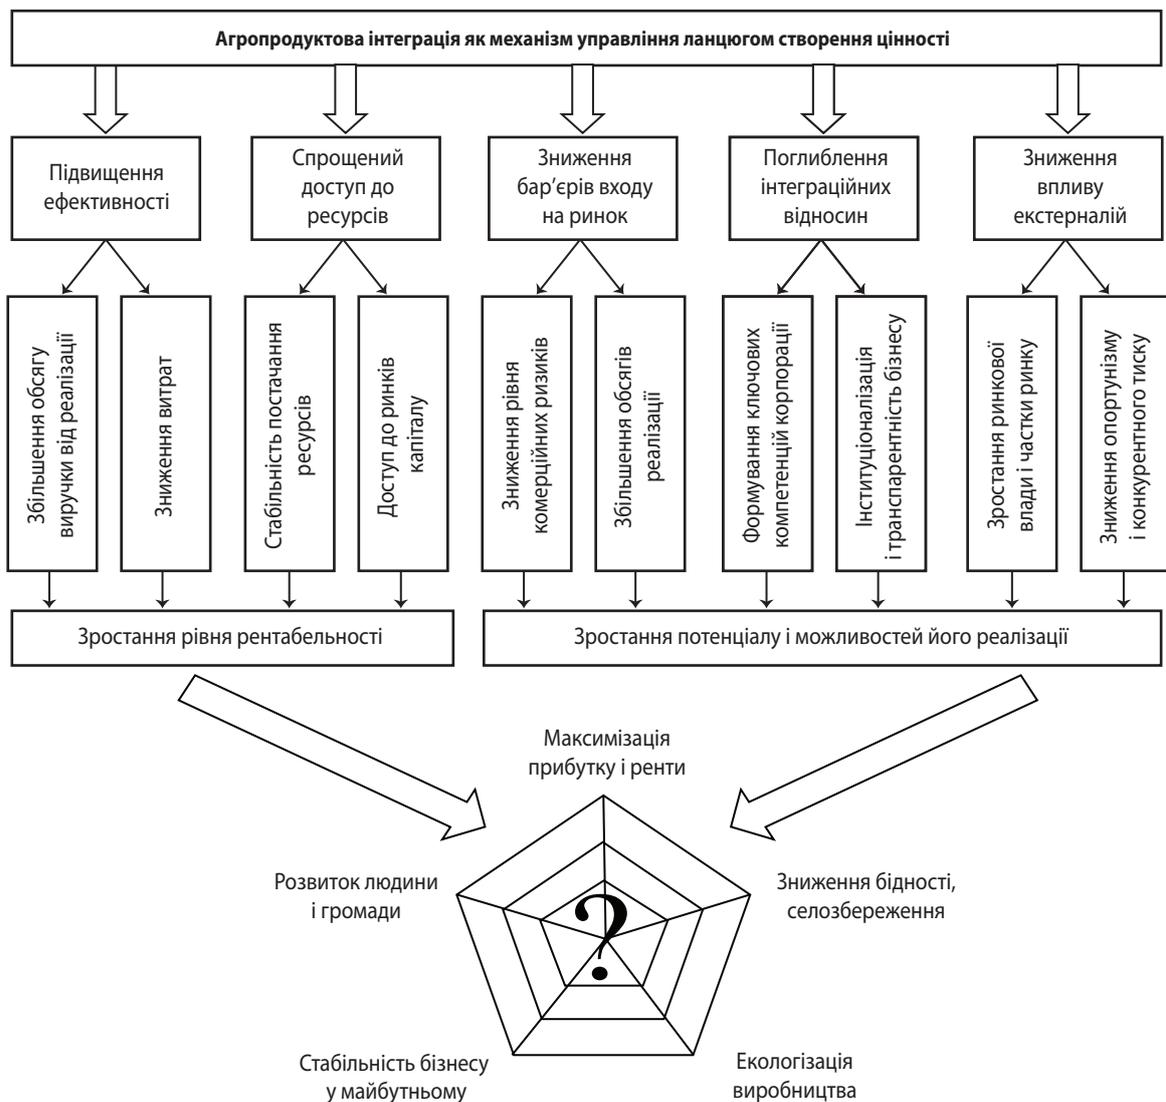 Агропродуктова інтеграція як механізм управління ланцюгом створення цінності
Підвищення
ефективності
Спрощений
доступ до
ресурсів
Зниження
бар’єрів входу
на ринок
Поглиблення
інтеграційних
відносин
Зниження
впливу
екстерналій
Збільшення обсягу
виручки від реалізації
Зниження витрат
Стабільність постачання
ресурсів
Доступ до ринків
капіталу
Зниження рівня
комерційних ризиків
Збільшення обсягів
реалізації
Формування ключових
компетенцій корпорації
Інституціоналізація
і транспарентність бізнесу
Зростання ринкової
влади і частки ринку
Зниження опортунізму
і конкурентного тиску
Зростання рівня рентабельності
Зростання потенціалу і можливостей його реалізації
Максимізація
прибутку і ренти
Розвиток людини
і громади
Зниження бідності,
селозбереження
?
Стабільність бізнесу
у майбутньому
Екологізація
виробництва